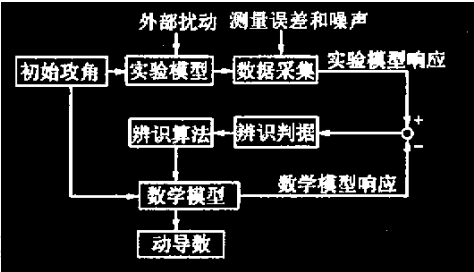 外部扰动 测量误差和噪声
初始攻角 实验模型 数据采集 实验模型响应
+
辨识算法 辨识判据
−
数学模型 数学模型响应
动导数